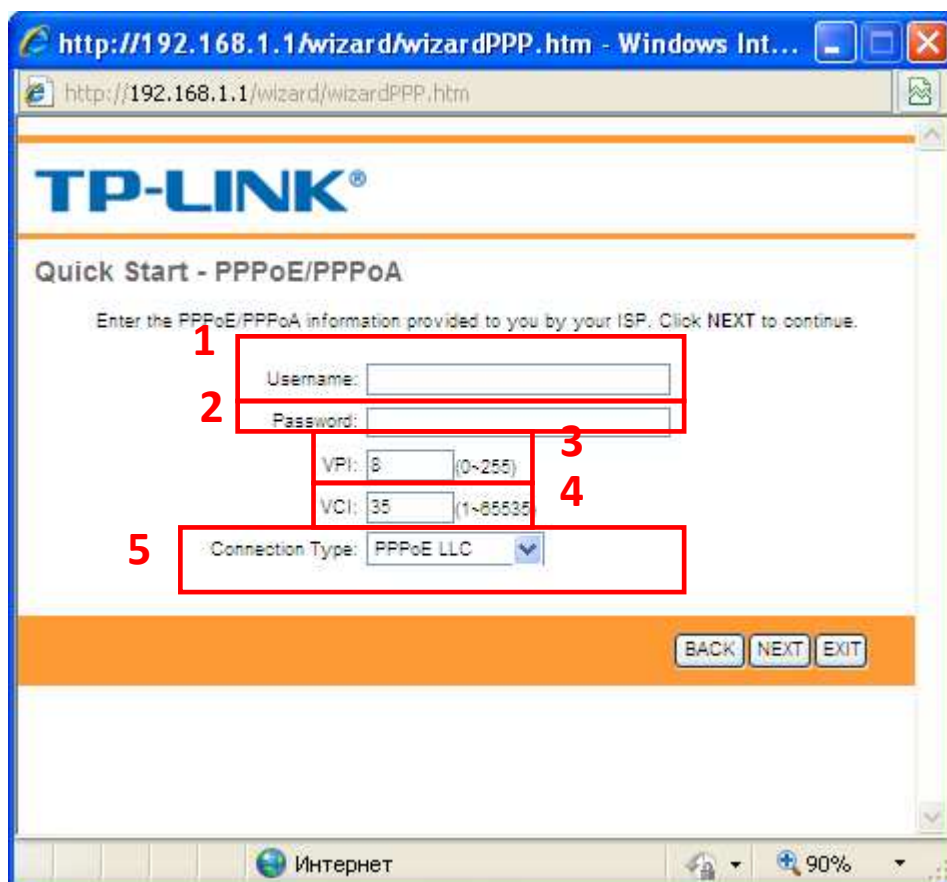 http://192.168.1.1/wizard/wizardPPP.htm - Windows Int...
http://192.168.1.1/wizard/wizardPPP.htm
TP-LINK®
Quick Start - PPPoE/PPPoA
Enter the PPPoE/PPPoA information provided to you by your ISP. Click NEXT to continue.
1
Username:
2 Password:
3
VPI: 8 (0~255)
4
VCI: 35 (1~65535)
5 Connection Type: PPPoE LLC
BACK NEXT EXIT
Интернет 90%